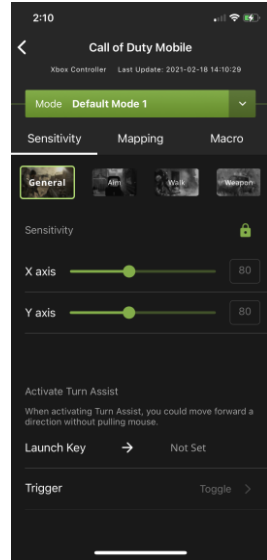 2:10
Call of Duty Mobile
Xbox Controller Last Update: 2021-02-18 14:10:29
Mode Default Mode 1
Sensitivity Mapping Macro
General Aim Walk Weapon
Sensitivity
X axis 80
Y axis 80
Activate Turn Assist
When activating Turn Assist, you could move forward a
direction without pulling mouse.
Launch Key → Not Set
Trigger Toggle >